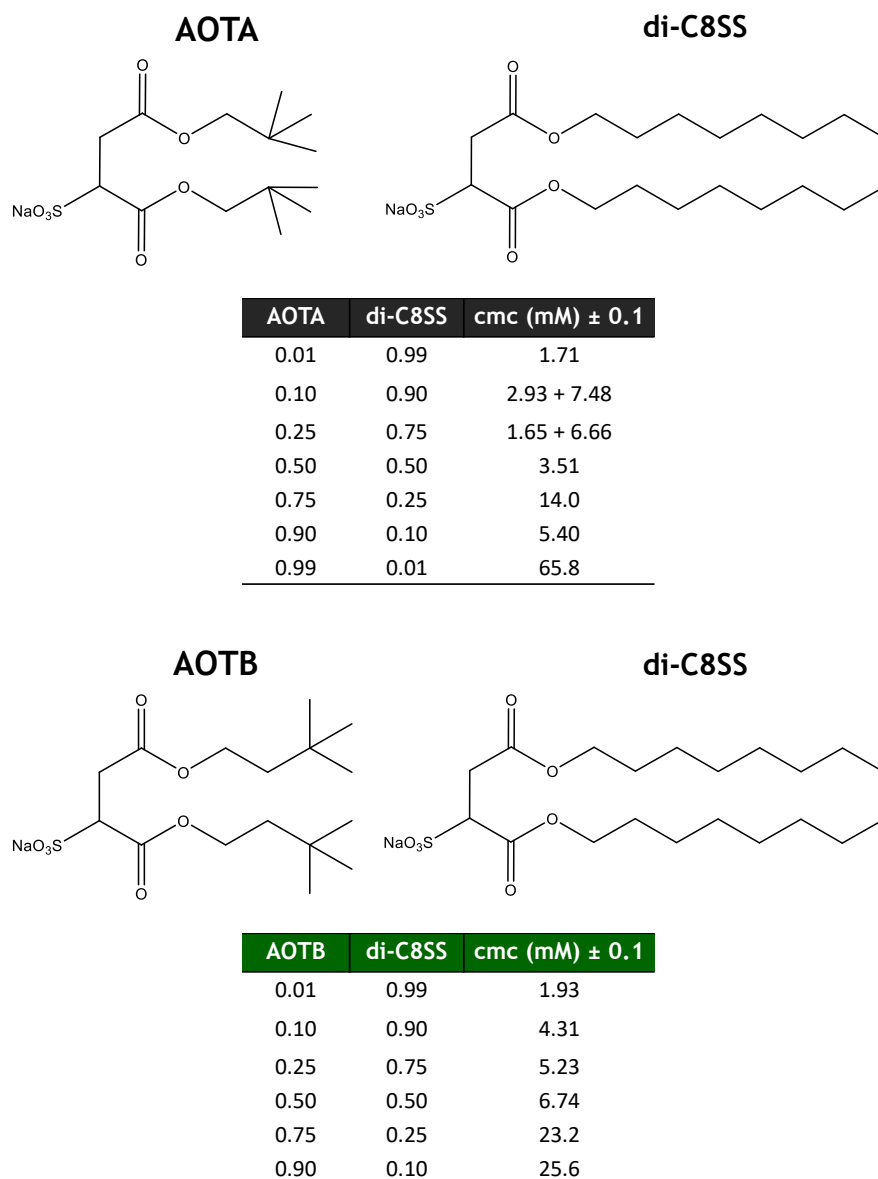 AOTA di-C8SS
O O
O O
O O
NaO3S NaO3S
O O
AOTA di-C8SS cmc (mM) ± 0.1
0.01 0.99 1.71
0.10 0.90 2.93 + 7.48
0.25 0.75 1.65 + 6.66
0.50 0.50 3.51
0.75 0.25 14.0
0.90 0.10 5.40
0.99 0.01 65.8
AOTB di-C8SS
O O
O O
O O
NaO3S NaO3S
O O
AOTB di-C8SS cmc (mM) ± 0.1
0.01 0.99 1.93
0.10 0.90 4.31
0.25 0.75 5.23
0.50 0.50 6.74
0.75 0.25 23.2
0.90 0.10 25.6